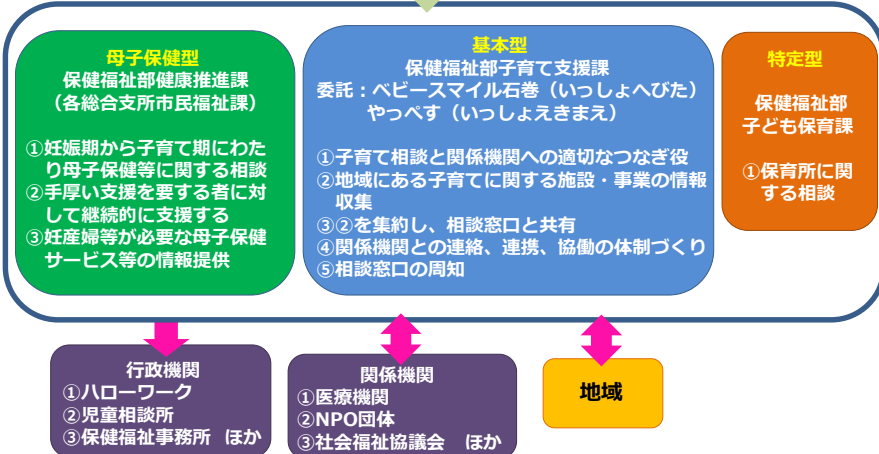 母子保健型
保健福祉部健康推進課
（各総合支所市民福祉課）
①妊娠期から子育て期にわた
り母子保健等に関する相談
②手厚い支援を要する者に対
して継続的に支援する
③妊産婦等が必要な母子保健
サービス等の情報提供
基本型
保健福祉部子育て支援課
委託：ベビースマイル石巻（いっしょへびた）
やっぺす（いっしょえきまえ）
①子育て相談と関係機関への適切なつなぎ役
②地域にある子育てに関する施設・事業の情報
収集
③②を集約し、相談窓口と共有
④関係機関との連絡、連携、協働の体制づくり
⑤相談窓口の周知
特定型
保健福祉部
子ども保育課
①保育所に関
する相談
行政機関
①ハローワーク
②児童相談所
③保健福祉事務所 ほか
関係機関
①医療機関
②NPO団体
③社会福祉協議会 ほか
地域